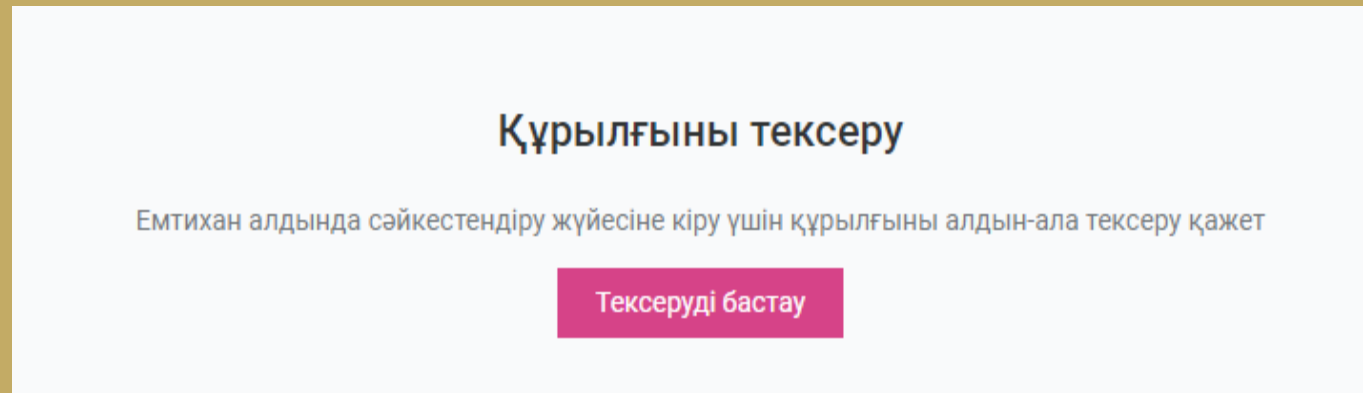 Құрылғыны тексеру
Емтихан алдында сәйкестендіру жүйесіне кіру үшін құрылғыны алдын-ала тексеру қажет
Тексеруді бастау